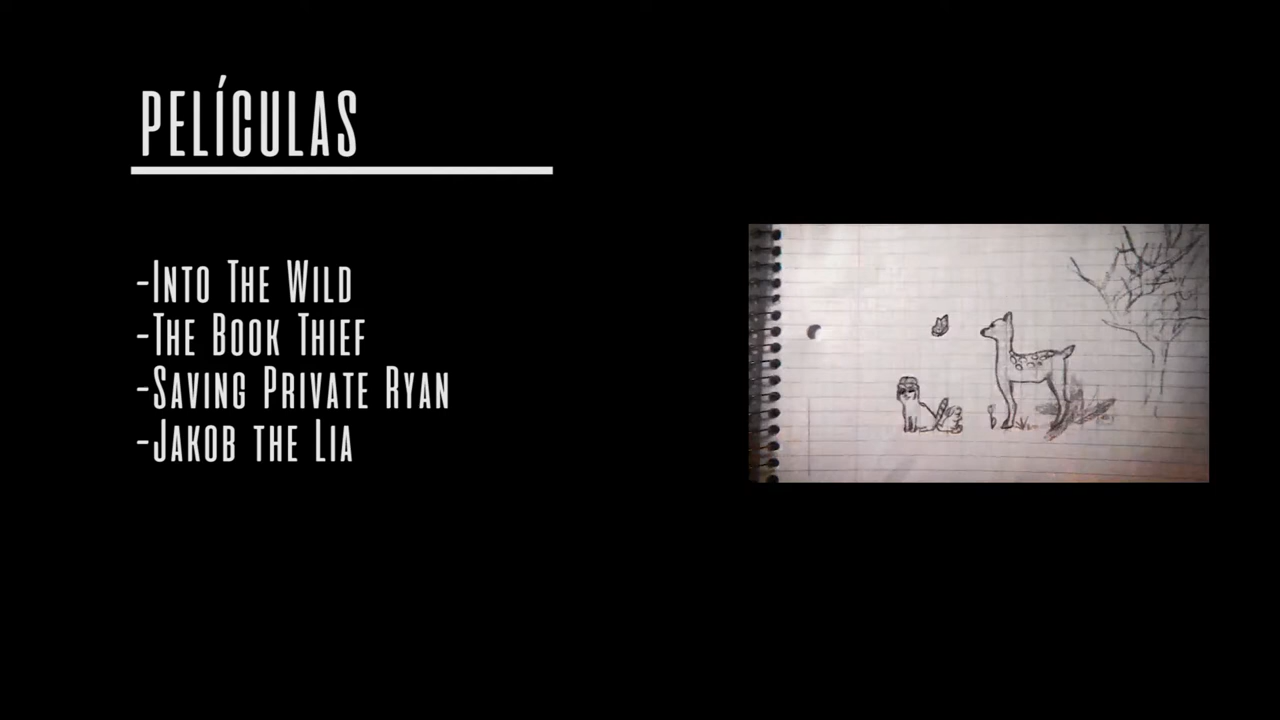 PELÍCULAS
-Into The Wild
-The Book Thief
-Saving Private Ryan
-Jakob the Lia